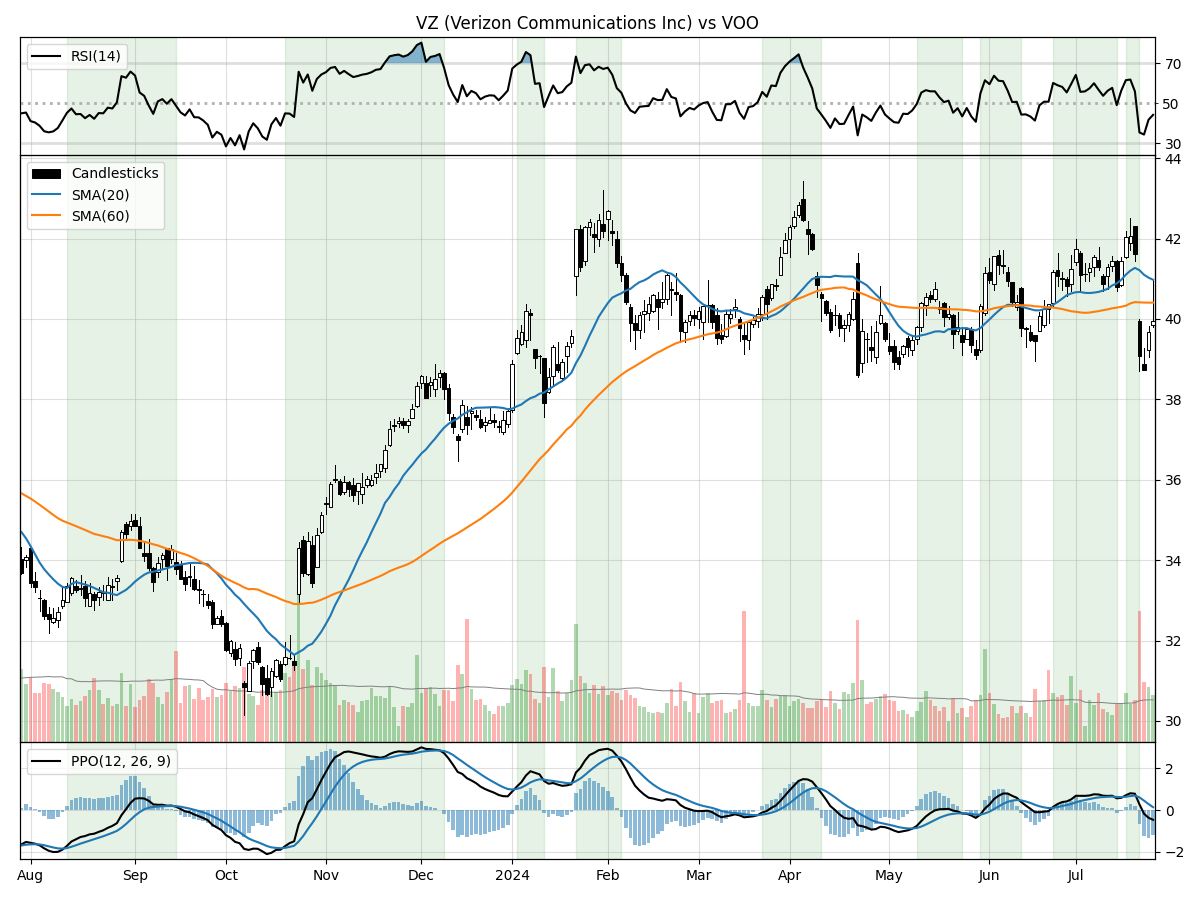 VZ (Verizon Communications Inc) vs VOO
RSI(14)
70
50
30
Candlesticks
SMA(20)
SMA(60)
44
42
40
38
36
34
32
30
PPO(12, 26, 9)
2
0
−2
Aug Sep Oct Nov Dec 2024 Feb Mar Apr May Jun Jul